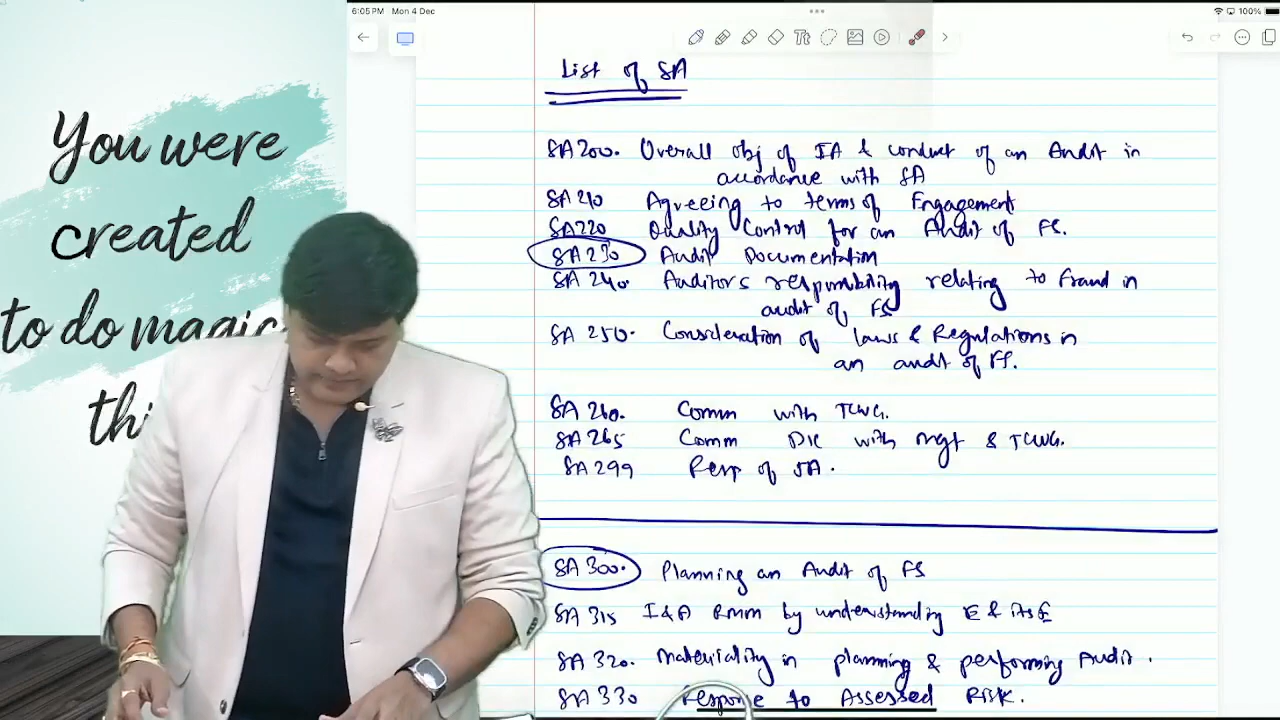 6:05 PM Mon 4 Dec
100%
You were
created
to do magic
thi
List of SA
SA200. Overall obj of IA & conduct of an Audit in
accordance with SA
SA 210 Agreeing to terms of Engagement
SA220 Quality Control for an Audit of FS.
SA 230 Audit Documentation
SA 240. Auditors responsibility relating to fraud in
audit of FS
SA 250. Consideration of laws & Regulations in
an audit of FS.
SA 260. Comm with TCWG.
SA 265 Comm DIC with mgt & TCWG.
SA 299 Resp of JA.
SA 300. Planning an Audit of FS
SA 315 I&A RMM by understanding E & its E
SA 320. Materiality in planning & performing Audit.
SA 330 Response to Assessed Risk.